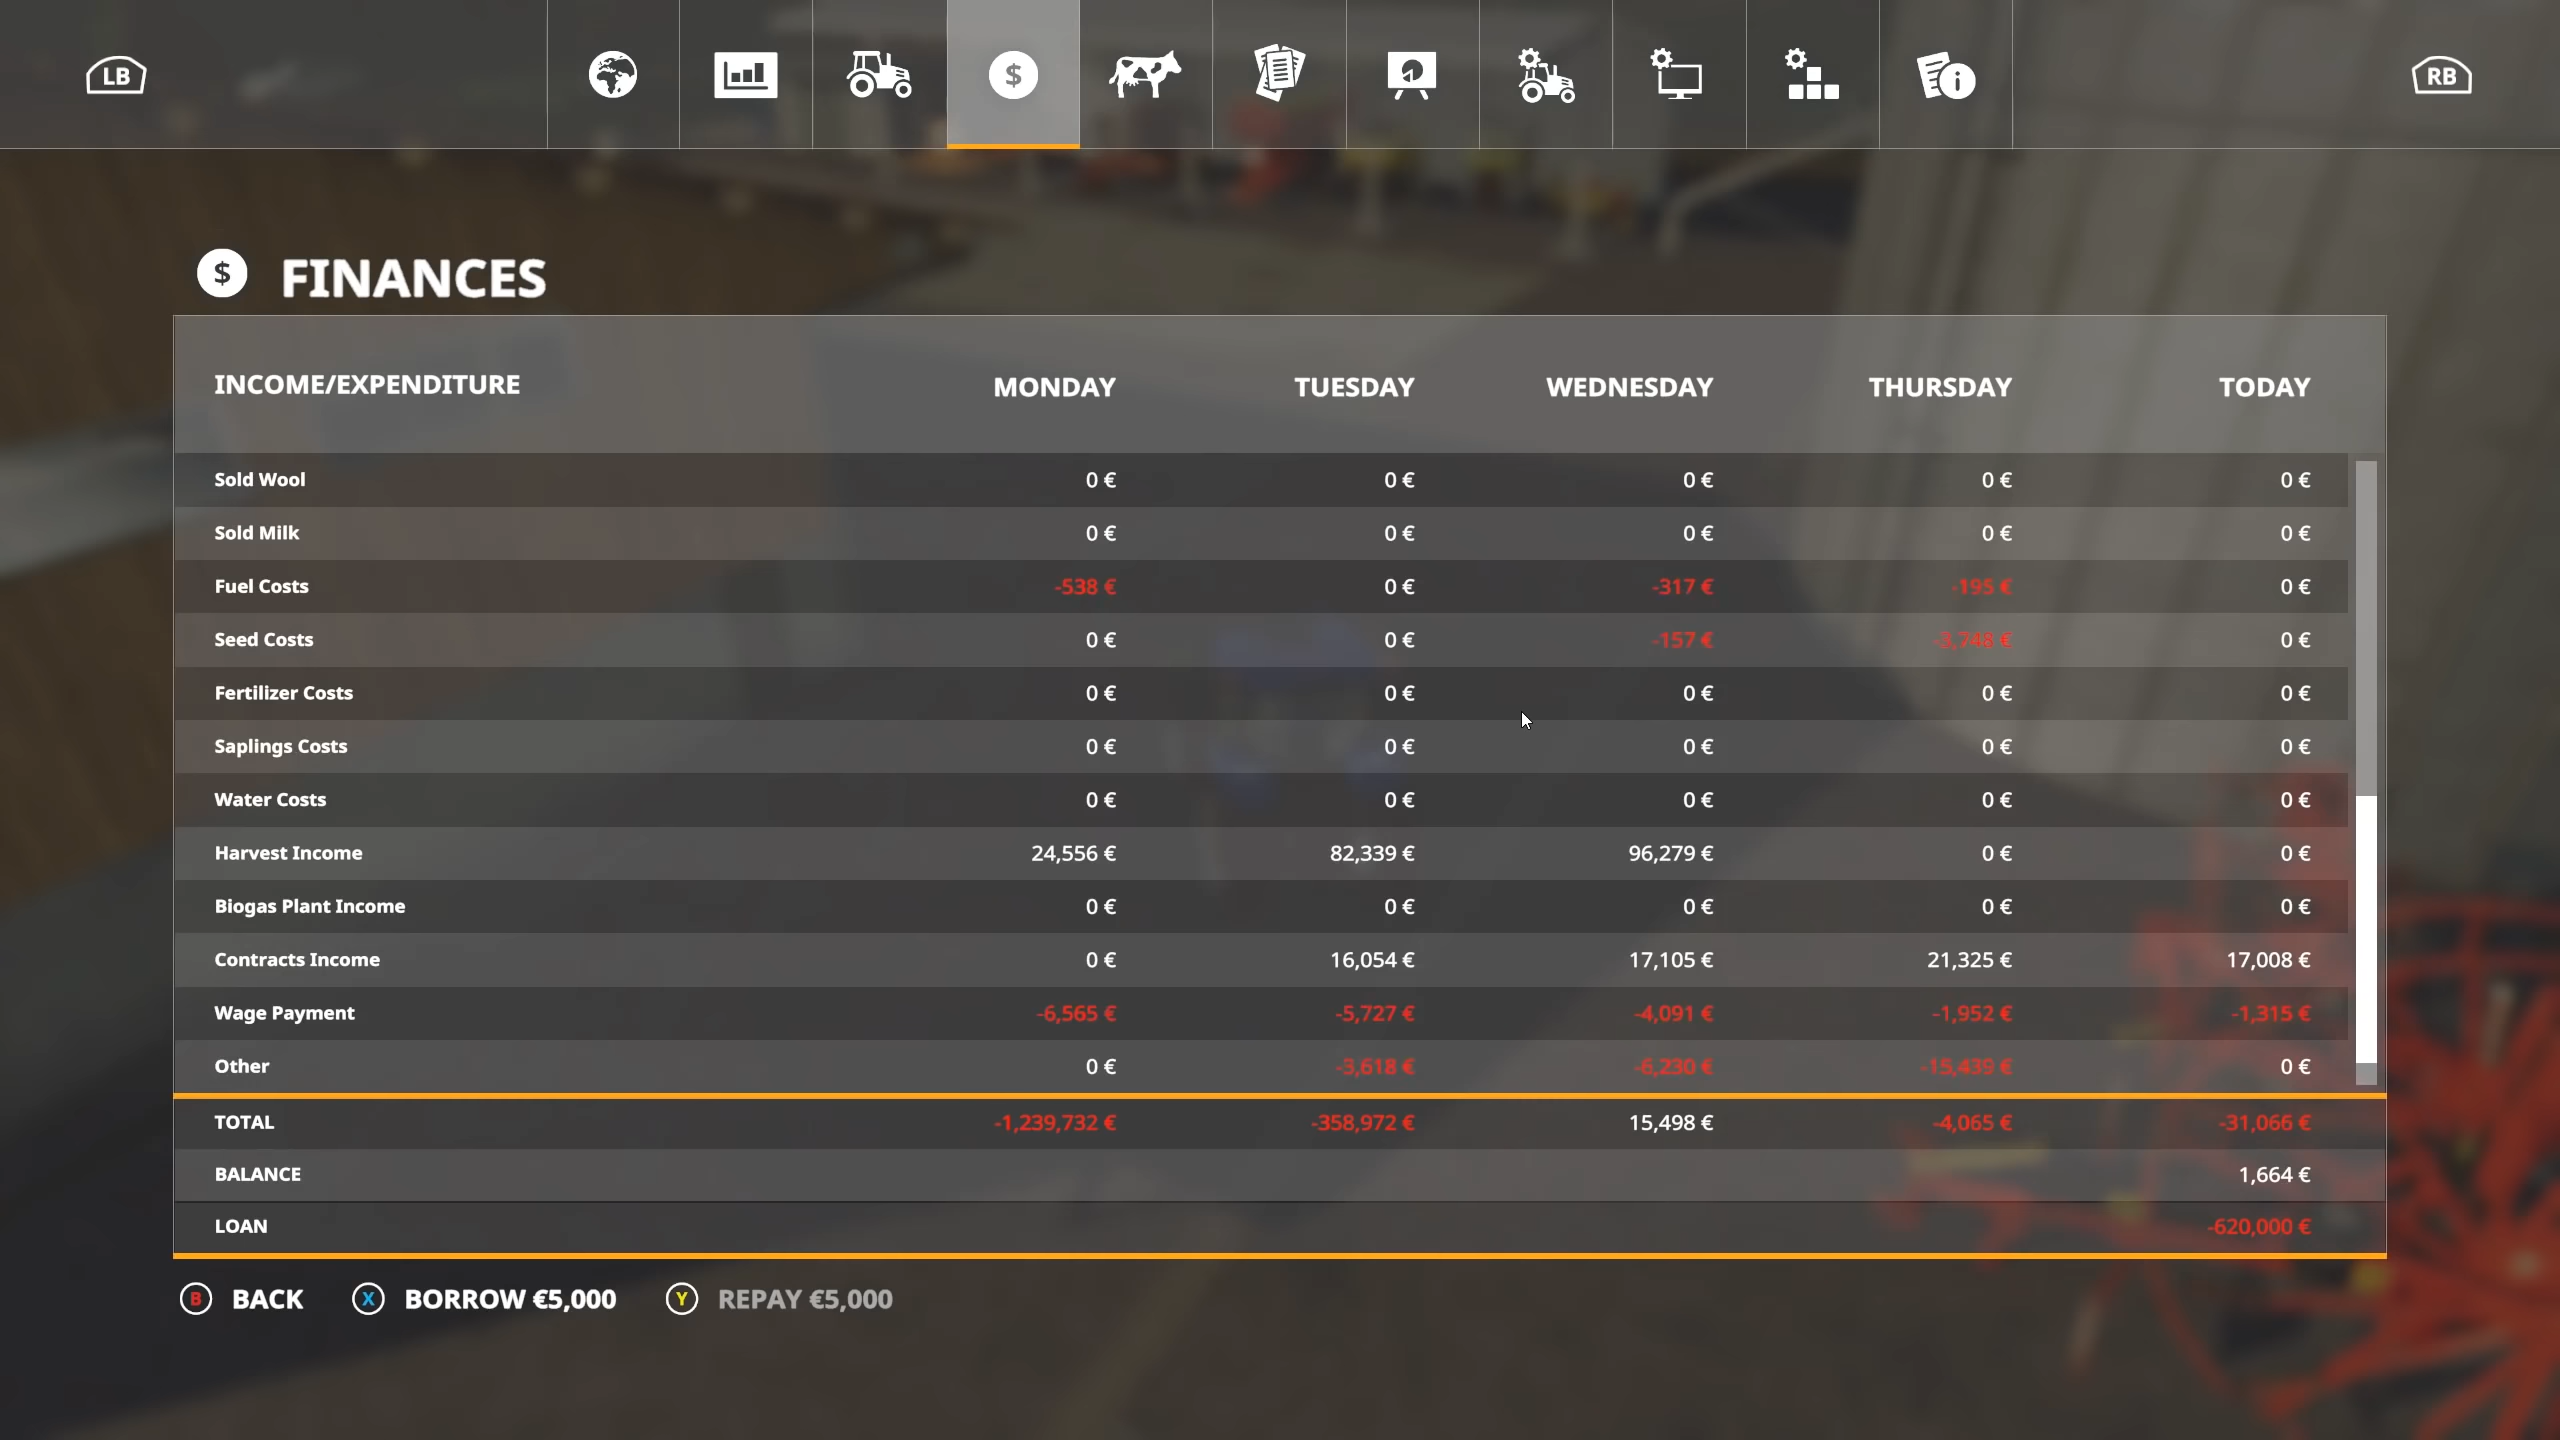 LB
$
RB
$ FINANCES
INCOME/EXPENDITURE MONDAY TUESDAY WEDNESDAY THURSDAY TODAY
Sold Wool 0 € 0 € 0 € 0 € 0 €
Sold Milk 0 € 0 € 0 € 0 € 0 €
Fuel Costs -538 € 0 € -317 € -195 € 0 €
Seed Costs 0 € 0 € -157 € -3,748 € 0 €
Fertilizer Costs 0 € 0 € 0 € 0 € 0 €
Saplings Costs 0 € 0 € 0 € 0 € 0 €
Water Costs 0 € 0 € 0 € 0 € 0 €
Harvest Income 24,556 € 82,339 € 96,279 € 0 € 0 €
Biogas Plant Income 0 € 0 € 0 € 0 € 0 €
Contracts Income 0 € 16,054 € 17,105 € 21,325 € 17,008 €
Wage Payment -6,565 € -5,727 € -4,091 € -1,952 € -1,315 €
Other 0 € -3,618 € -6,230 € -15,439 € 0 €
TOTAL -1,239,732 € -358,972 € 15,498 € -4,065 € -31,066 €
BALANCE 1,664 €
LOAN -620,000 €
B BACK X BORROW €5,000 Y REPAY €5,000